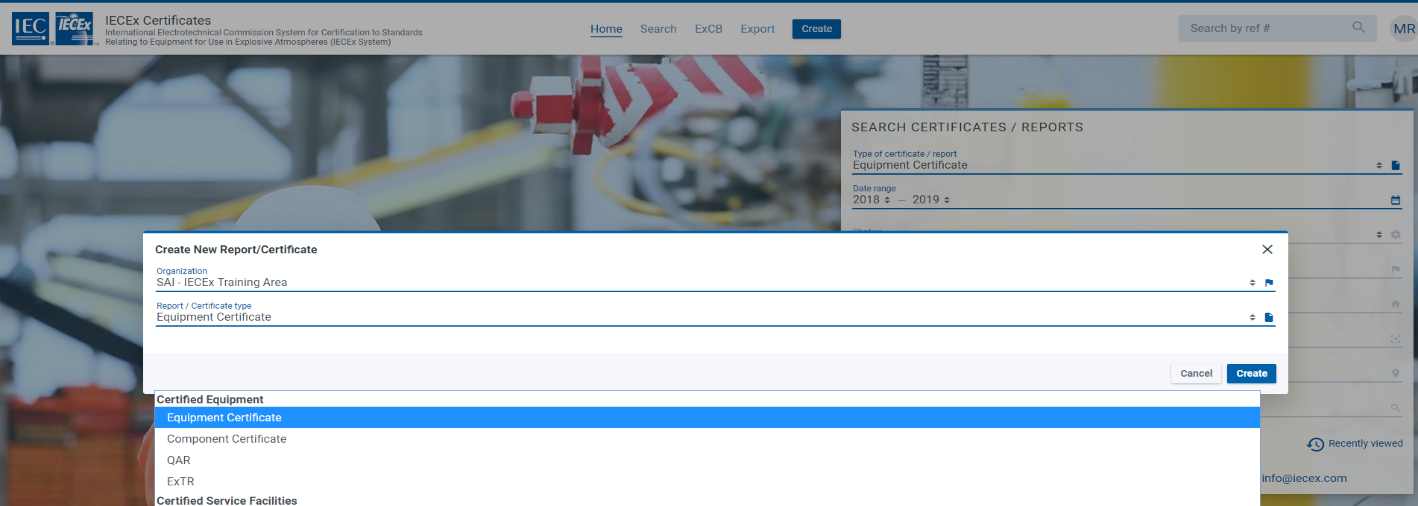 IEC IECEx
IECEx Certificates
International Electrotechnical Commission System for Certification to Standards
Relating to Equipment for Use in Explosive Atmospheres (IECEx System)
Home Search ExCB Export Create
Search by ref #
MR
SEARCH CERTIFICATES / REPORTS
Type of certificate / report
Equipment Certificate
Date range
2018 – 2019
Create New Report/Certificate
Organization
SAI - IECEx Training Area
Report / Certificate type
Equipment Certificate
Cancel Create
Certified Equipment
Equipment Certificate
Component Certificate
QAR
ExTR
Certified Service Facilities
Recently viewed
info@iecex.com